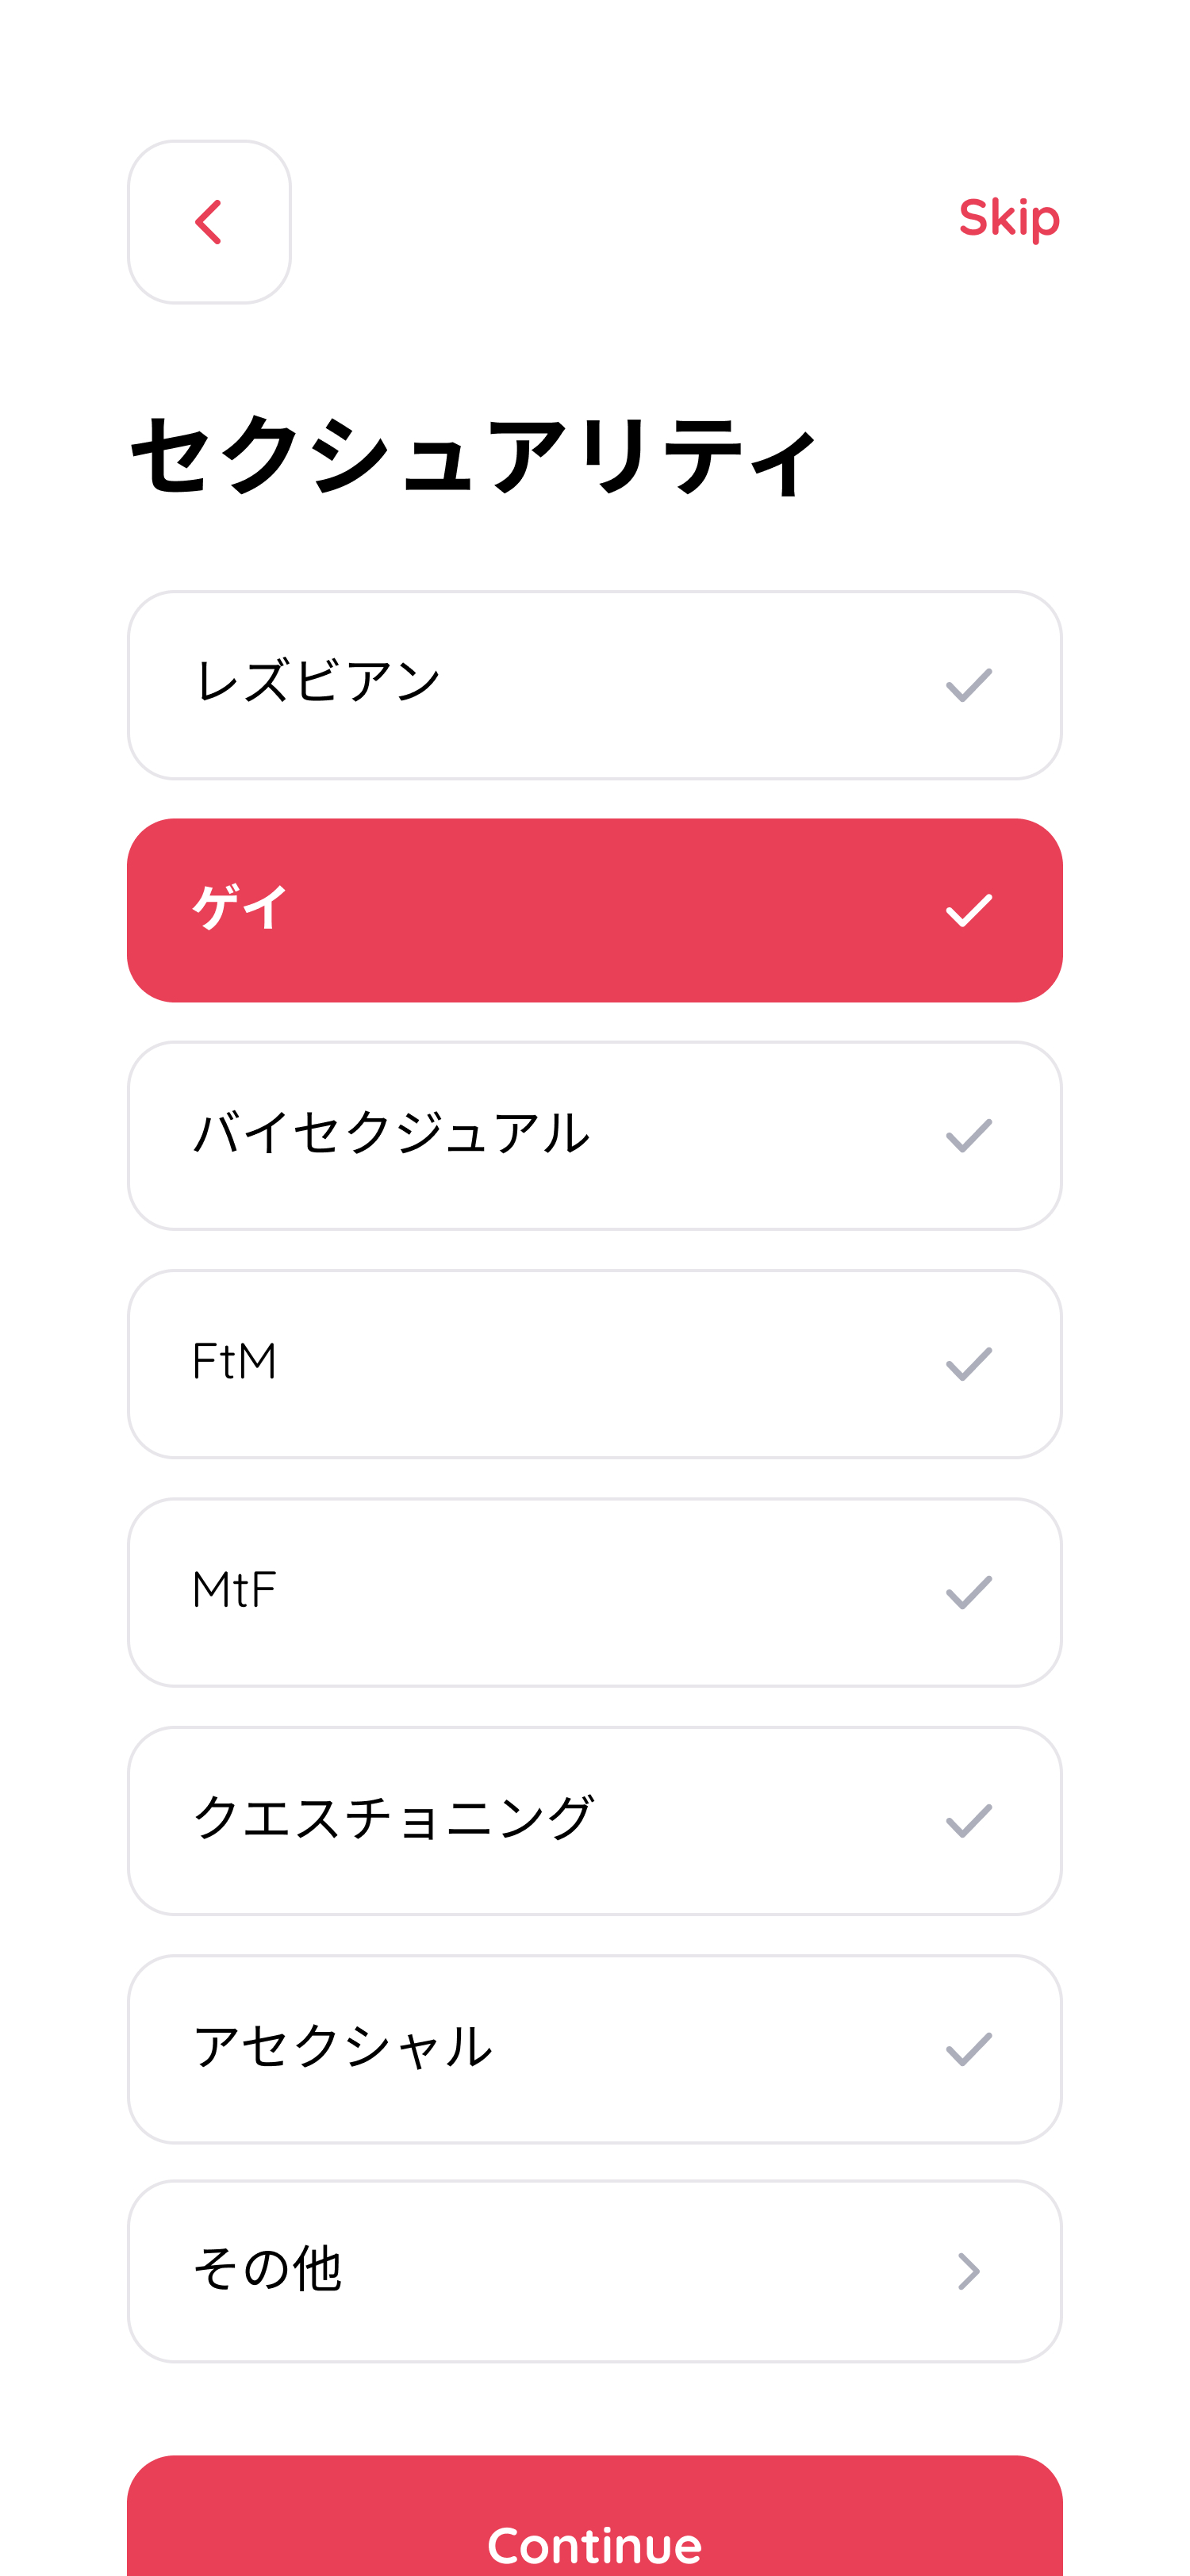 Skip
セクシュアリティ
レズビアン
ゲイ
バイセクジュアル
FtM
MtF
クエスチョニング
アセクシャル
その他
Continue